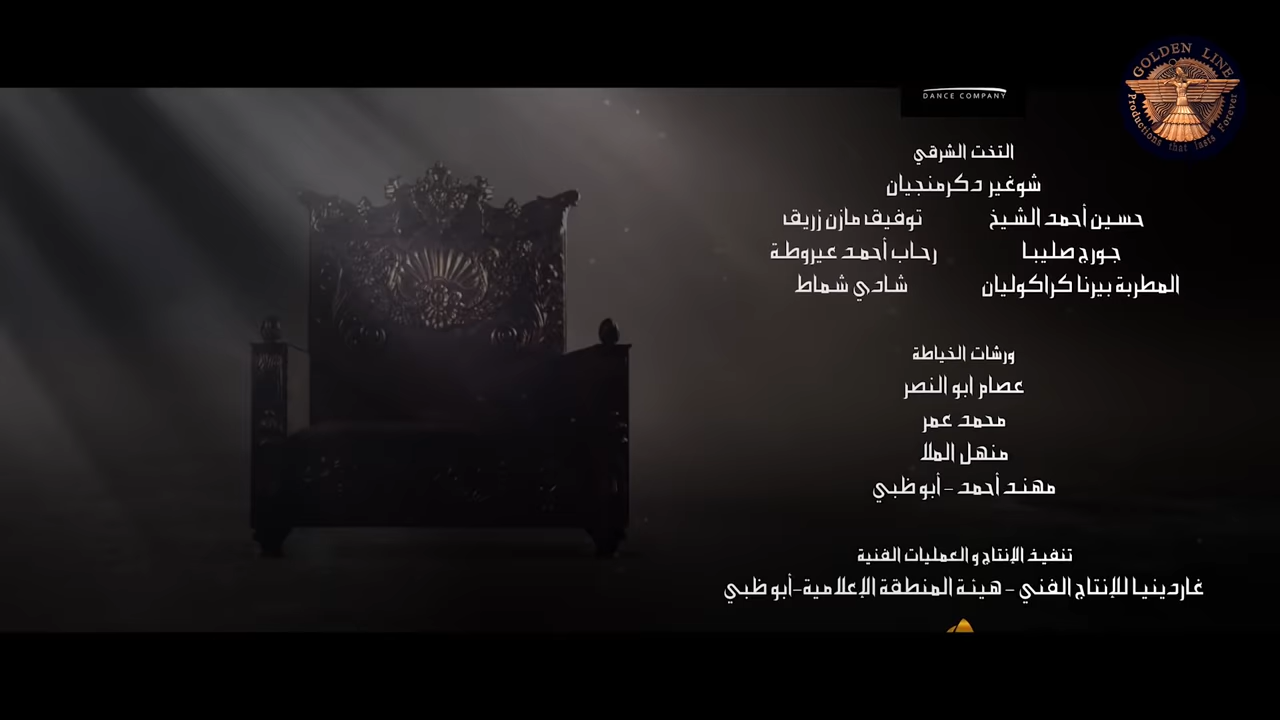 GOLDEN LINE
Productions that lasts Forever
DANCE COMPANY
التخت الشرقي
شوغير دكرمنجيان
حسين أحمد الشيخ توفيق مازن زريق
جورج صليبا رحاب أحمد عيروطة
المطربة بيرنا كراكوليان شادي شماط
ورشات الخياطة
عصام ابو النصر
محمد عمر
منهل الملا
مهند أحمد - أبو ظبي
تنفيذ الإنتاج و العمليات الفنية
غاردينيا للإنتاج الفني - هيئة المنطقة الإعلامية-أبو ظبي